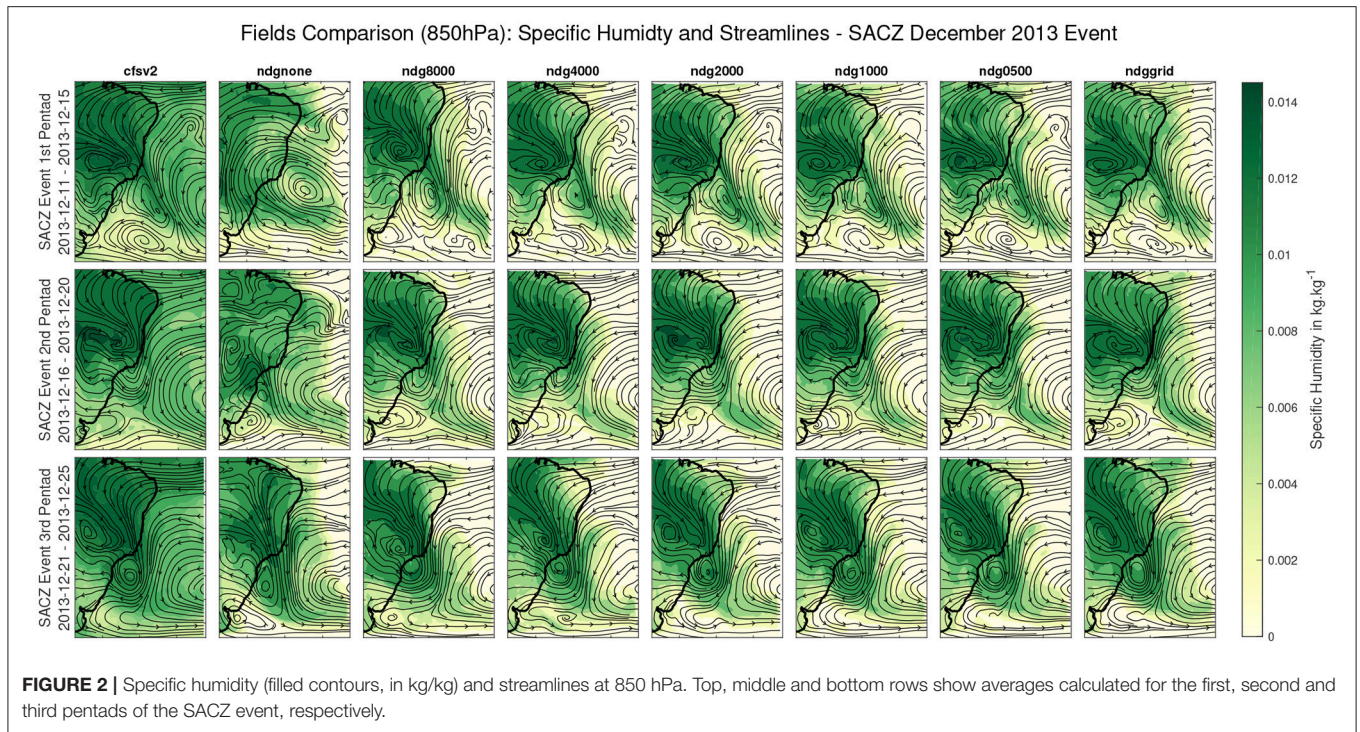 Fields Comparison (850hPa): Specific Humidty and Streamlines - SACZ December 2013 Event
cfsv2 ndgnone ndg8000 ndg4000 ndg2000 ndg1000 ndg0500 ndggrid
SACZ Event 1st Pentad
2013-12-11 - 2013-12-15
SACZ Event 2nd Pentad
2013-12-16 - 2013-12-20
SACZ Event 3rd Pentad
2013-12-21 - 2013-12-25
0.014
0.012
0.01
0.008
0.006
0.004
0.002
0
Specific Humidity in kg.kg⁻¹
FIGURE 2 | Specific humidity (filled contours, in kg/kg) and streamlines at 850 hPa. Top, middle and bottom rows show averages calculated for the first, second and
third pentads of the SACZ event, respectively.